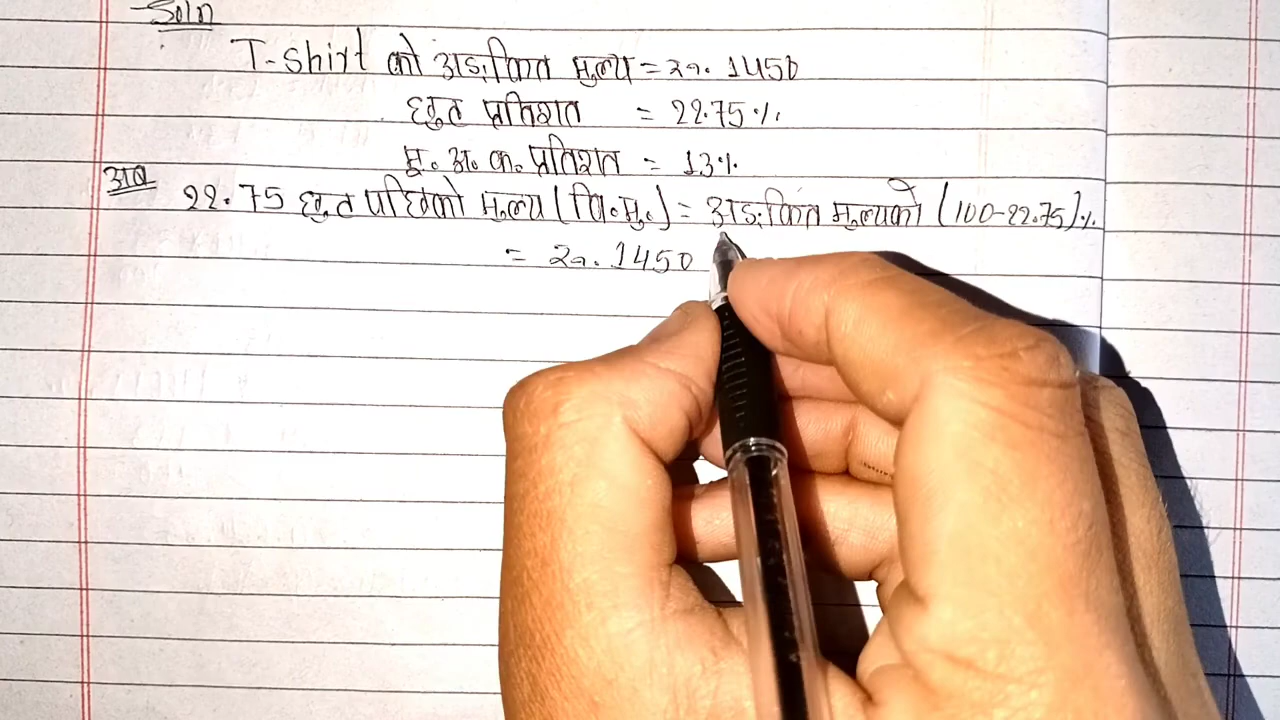 Soln
T-shirt को अङ्कित मुल्य = रु. 1450
छुट प्रतिशत = 22.75%
मु. अ. क. प्रतिशत = 13%
अब 22.75 छुट पछिको मुल्य (वि.मु.) = अङ्कित मुल्यको (100-22.75)%
= रु. 1450